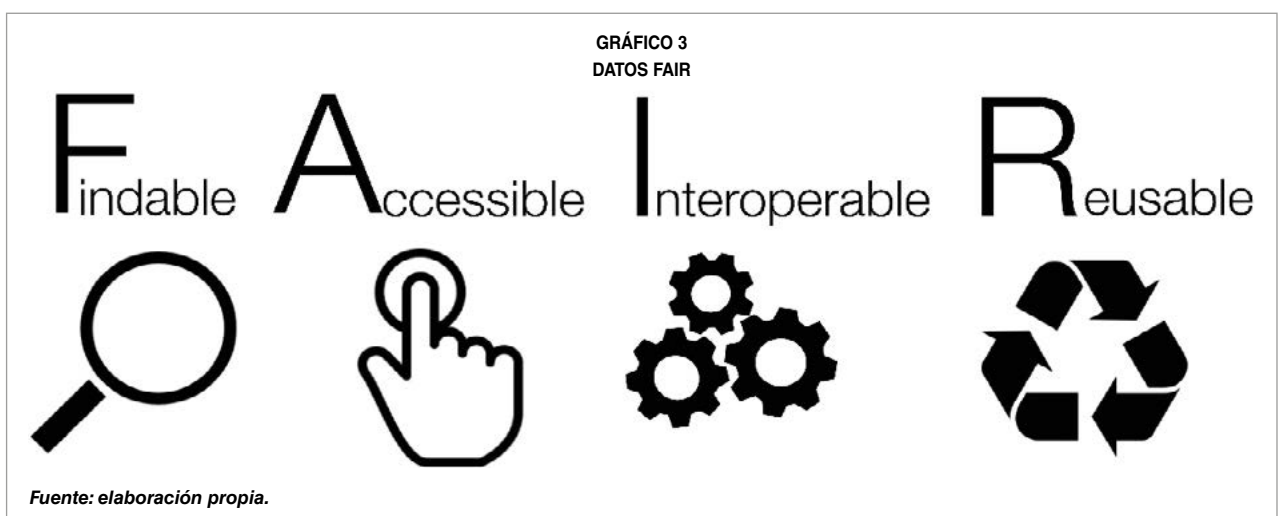 GRÁFICO 3
DATOS FAIR
Findable Accessible Interoperable Reusable
Fuente: elaboración propia.